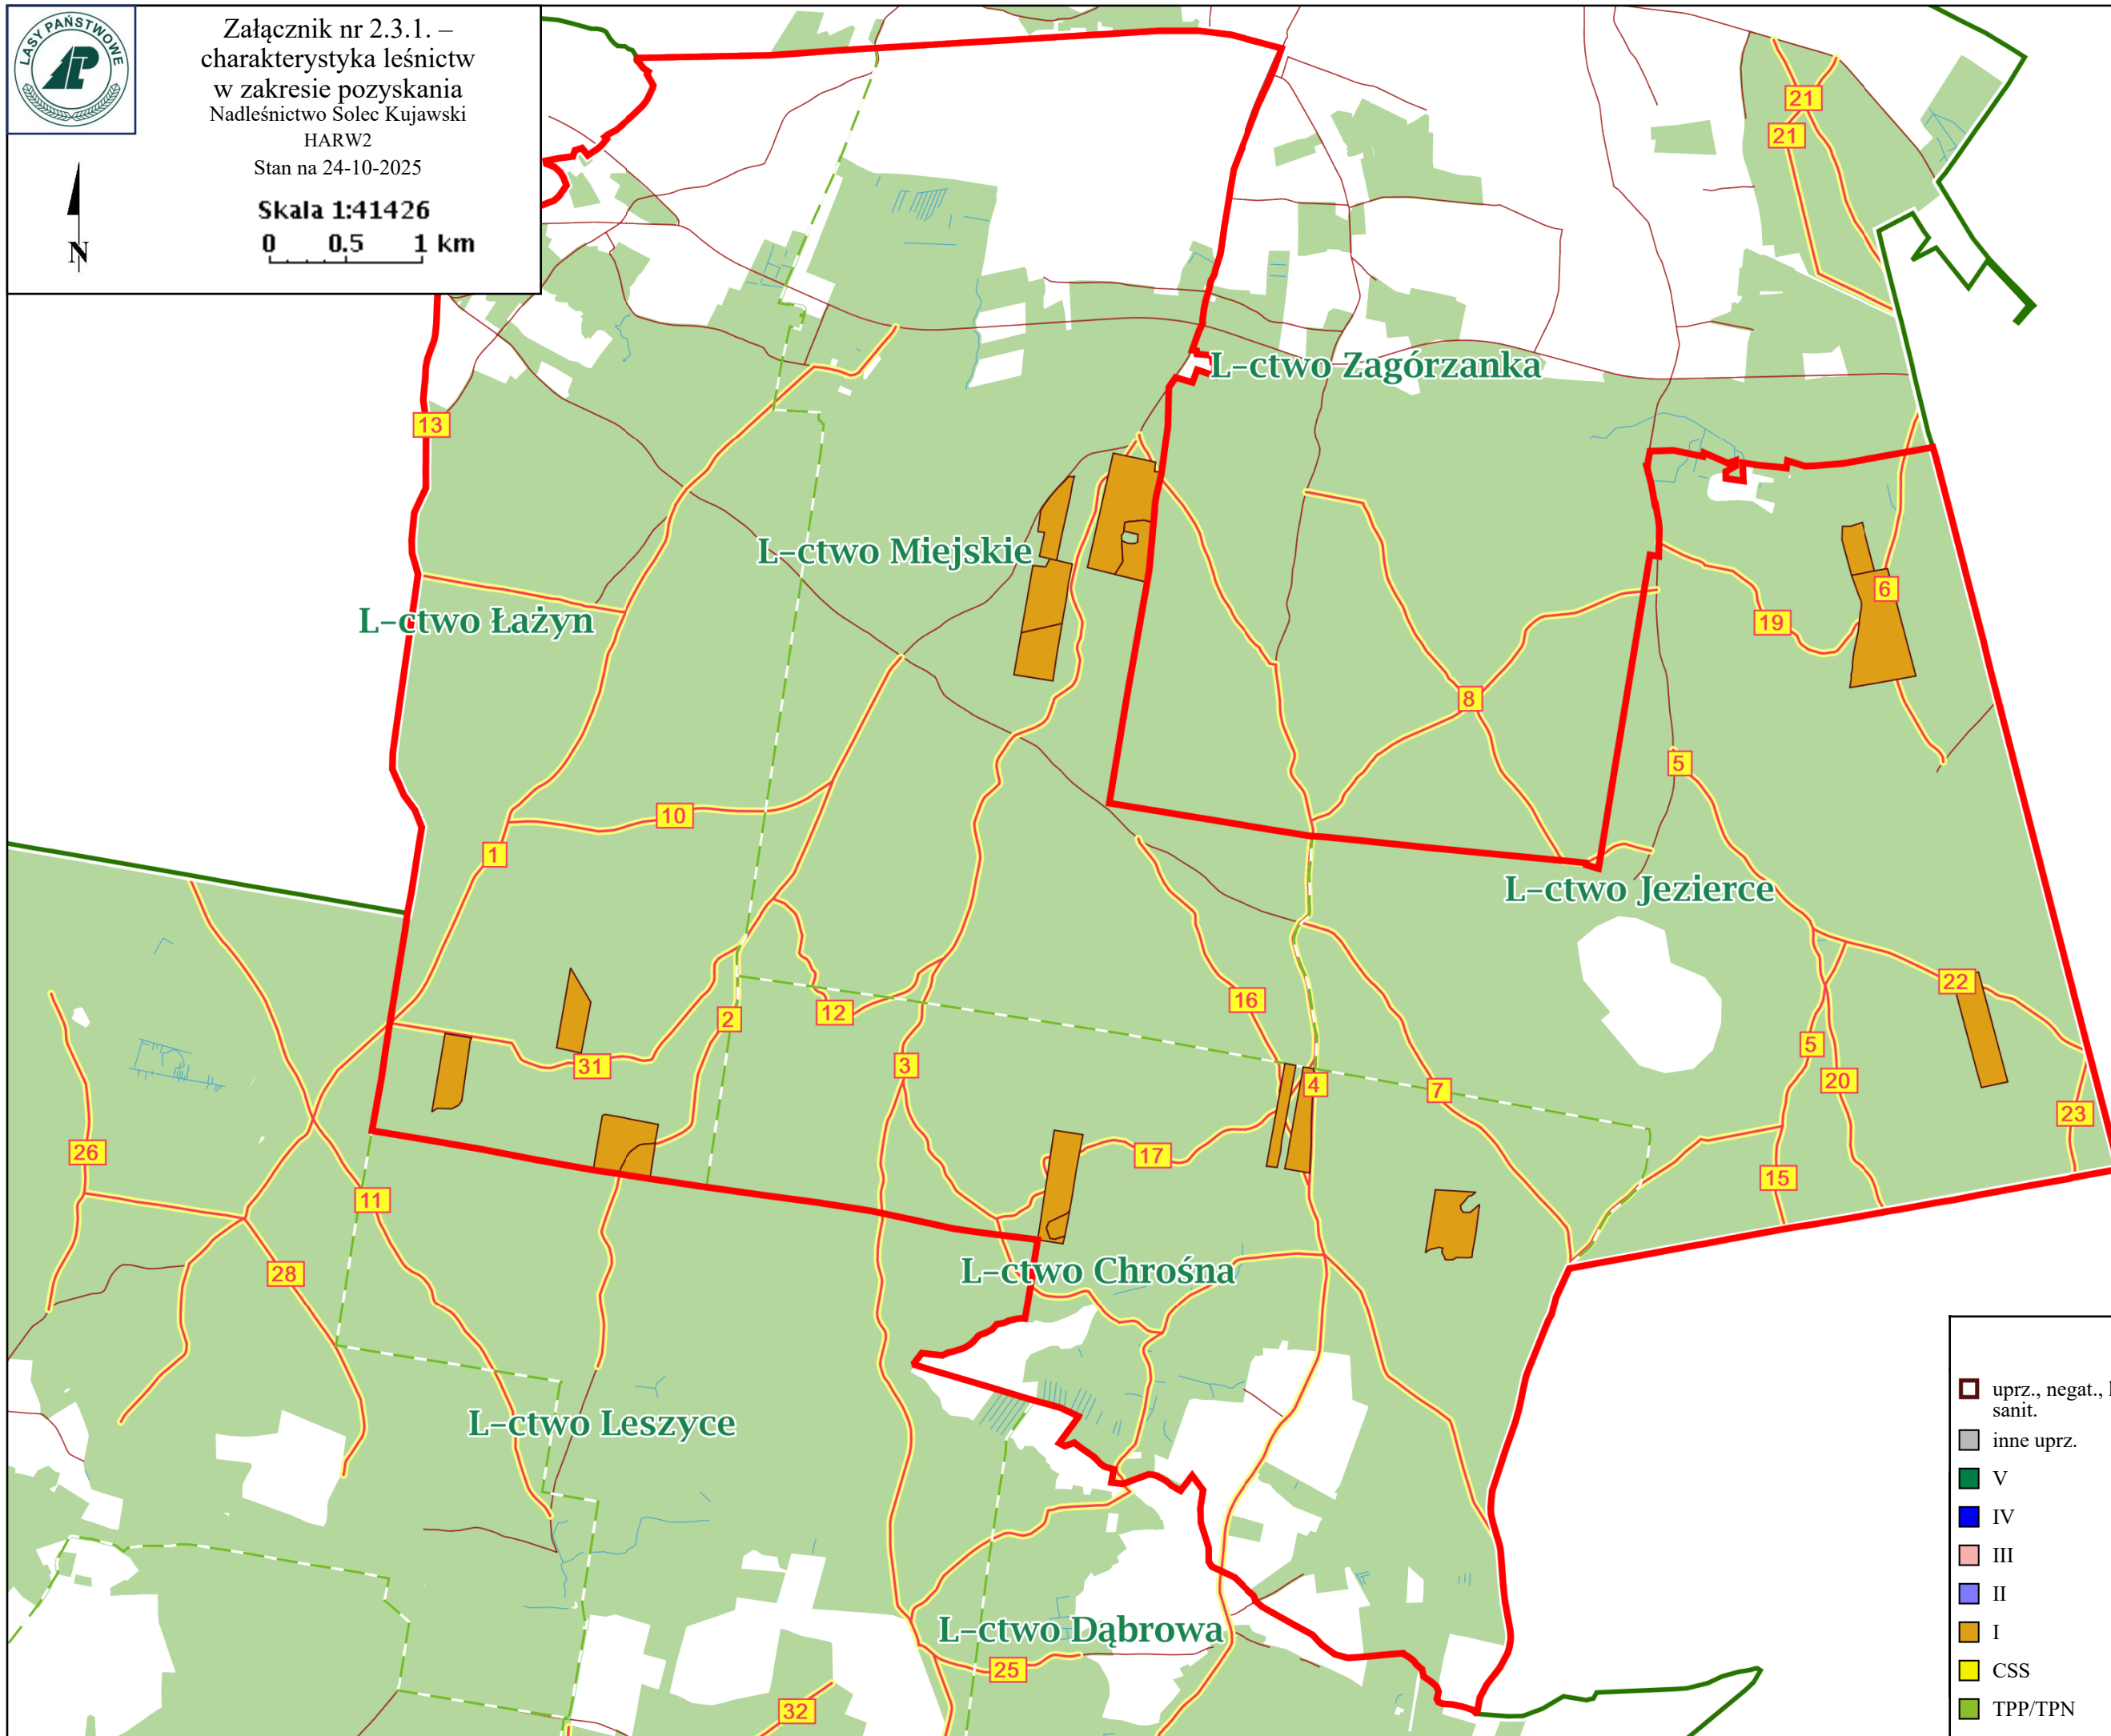 LASY PAŃSTWOWE
Załącznik nr 2.3.1. –
charakterystyka leśnictw
w zakresie pozyskania
Nadleśnictwo Solec Kujawski
HARW2
Stan na 24-10-2025
Skala 1:41426
0 0.5 1 km
N
21
21
L-ctwo Zagórzanka
13
L-ctwo Miejskie
6
L-ctwo Łażyn
19
8
5
10
1
L-ctwo Jezierce
22
16
12
2
5
3
31
20
4
7
23
26
17
15
11
L-ctwo Chrośna
28
L-ctwo Leszyce
L-ctwo Dąbrowa
25
32
uprz., negat.,
sanit.
inne uprz.
V
IV
III
II
I
CSS
TPP/TPN